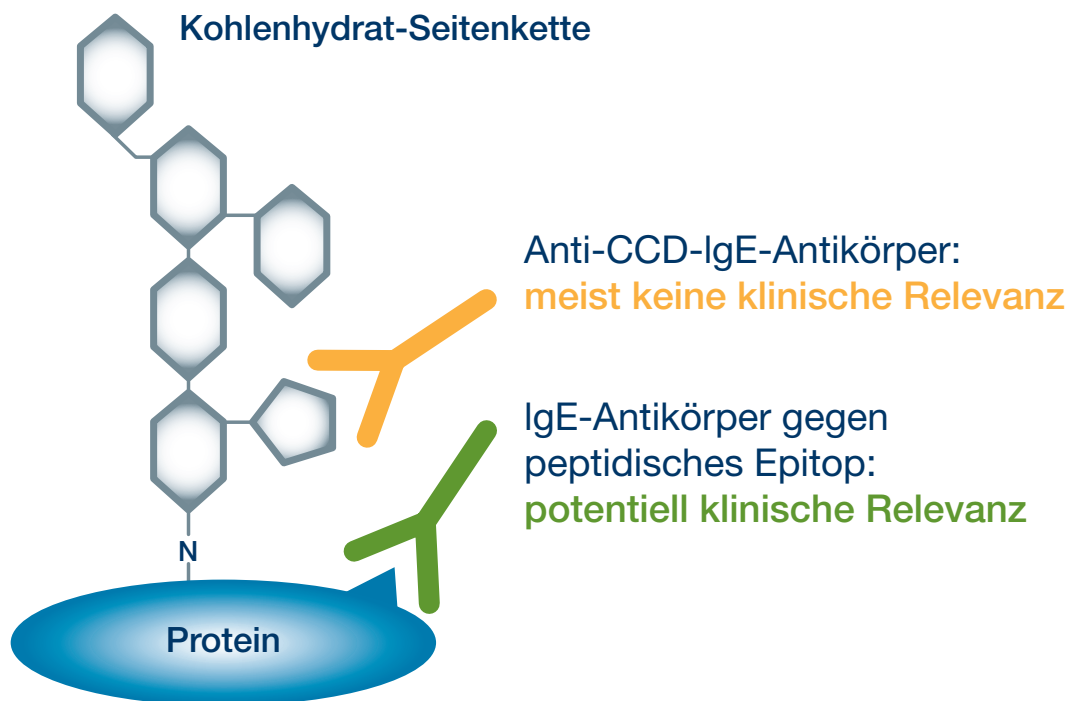 Kohlenhydrat-Seitenkette
Anti-CCD-IgE-Antikörper:
meist keine klinische Relevanz
IgE-Antikörper gegen
peptidisches Epitop:
potentiell klinische Relevanz
N
Protein